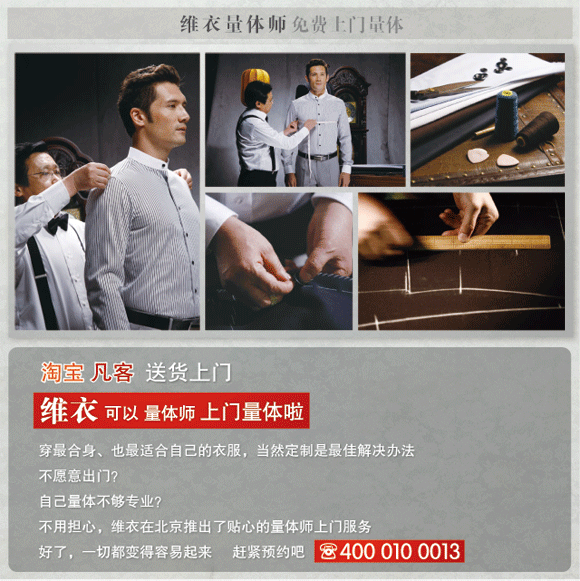 维衣量体师 免费上门量体
淘宝 凡客 送货上门
维衣 可以 量体师 上门量体啦
穿最合身、也最适合自己的衣服，当然定制是最佳解决办法
不愿意出门?
自己量体不够专业?
不用担心，维衣在北京推出了贴心的量体师上门服务
好了，一切都变得容易起来 赶紧预约吧 ☏400 010 0013